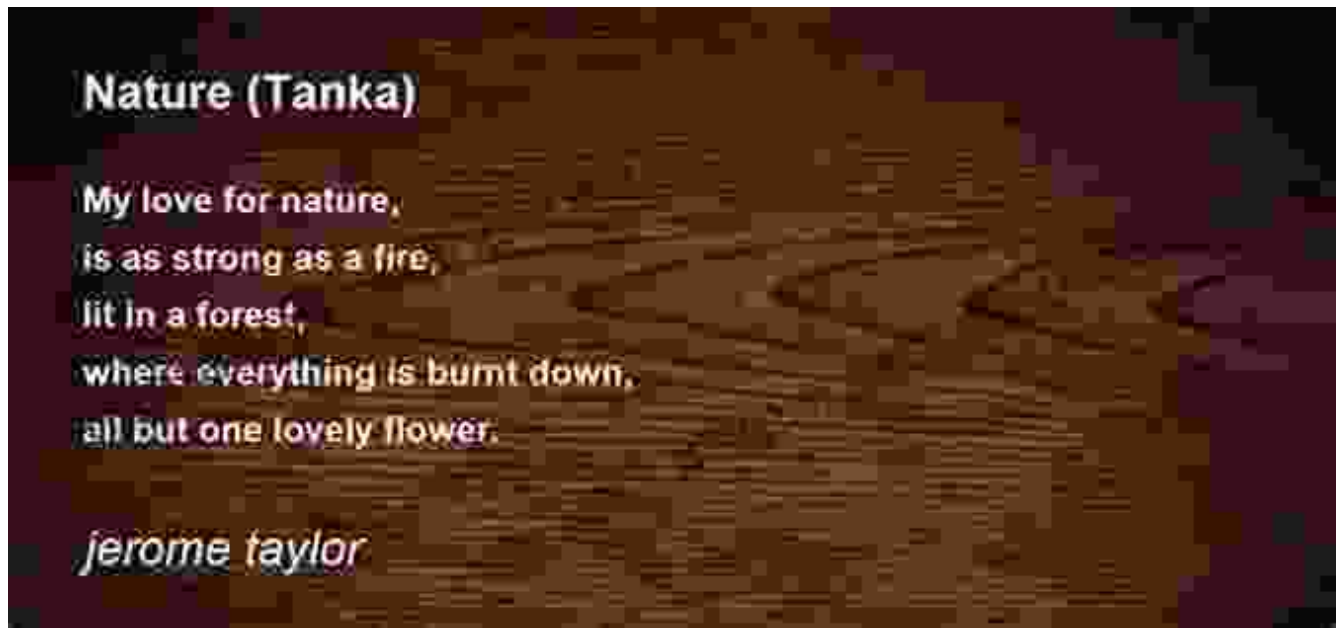 Nature (Tanka)
My love for nature,
is as strong as a fire,
lit in a forest,
where everything is burnt down,
all but one lovely flower.
jerome taylor